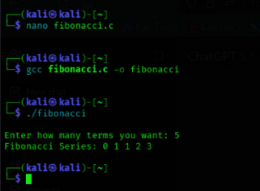 ┌──(kali㉿kali)-[~]
└─$ nano fibonacci.c
┌──(kali㉿kali)-[~]
└─$ gcc fibonacci.c -o fibonacci
┌──(kali㉿kali)-[~]
└─$ ./fibonacci
Enter how many terms you want: 5
Fibonacci Series: 0 1 1 2 3
┌──(kali㉿kali)-[~]
└─$